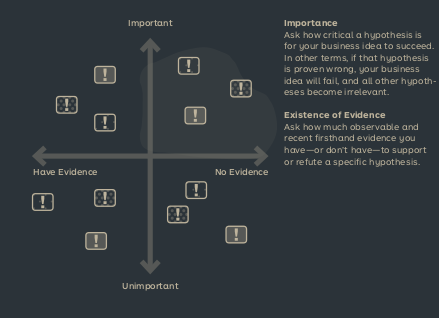 Important
Have Evidence
No Evidence
Unimportant
Importance
Ask how critical a hypothesis is
for your business idea to succeed.
In other terms, if that hypothesis
is proven wrong, your business
idea will fail, and all other hypoth-
eses become irrelevant.
Existence of Evidence
Ask how much observable and
recent firsthand evidence you
have—or don't have—to support
or refute a specific hypothesis.
!
!
!
!
!
!
!
!
!
!
!
!